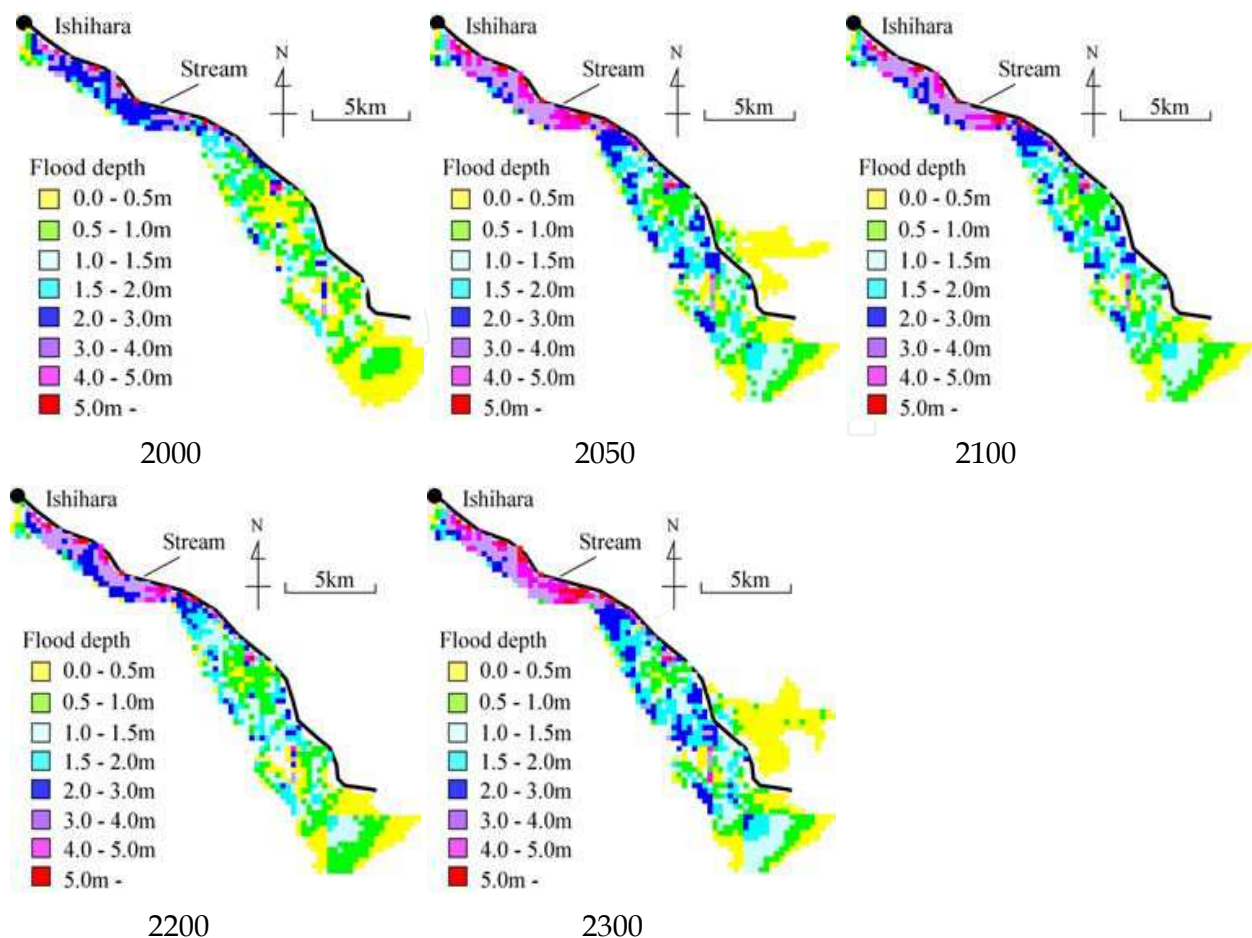 Ishihara
Stream
N
5km
Flood depth
0.0 - 0.5m
0.5 - 1.0m
1.0 - 1.5m
1.5 - 2.0m
2.0 - 3.0m
3.0 - 4.0m
4.0 - 5.0m
5.0m -
2000
Ishihara
Stream
N
5km
Flood depth
0.0 - 0.5m
0.5 - 1.0m
1.0 - 1.5m
1.5 - 2.0m
2.0 - 3.0m
3.0 - 4.0m
4.0 - 5.0m
5.0m -
2050
Ishihara
Stream
N
5km
Flood depth
0.0 - 0.5m
0.5 - 1.0m
1.0 - 1.5m
1.5 - 2.0m
2.0 - 3.0m
3.0 - 4.0m
4.0 - 5.0m
5.0m -
2100
Ishihara
Stream
N
5km
Flood depth
0.0 - 0.5m
0.5 - 1.0m
1.0 - 1.5m
1.5 - 2.0m
2.0 - 3.0m
3.0 - 4.0m
4.0 - 5.0m
5.0m -
2200
Ishihara
Stream
N
5km
Flood depth
0.0 - 0.5m
0.5 - 1.0m
1.0 - 1.5m
1.5 - 2.0m
2.0 - 3.0m
3.0 - 4.0m
4.0 - 5.0m
5.0m -
2300